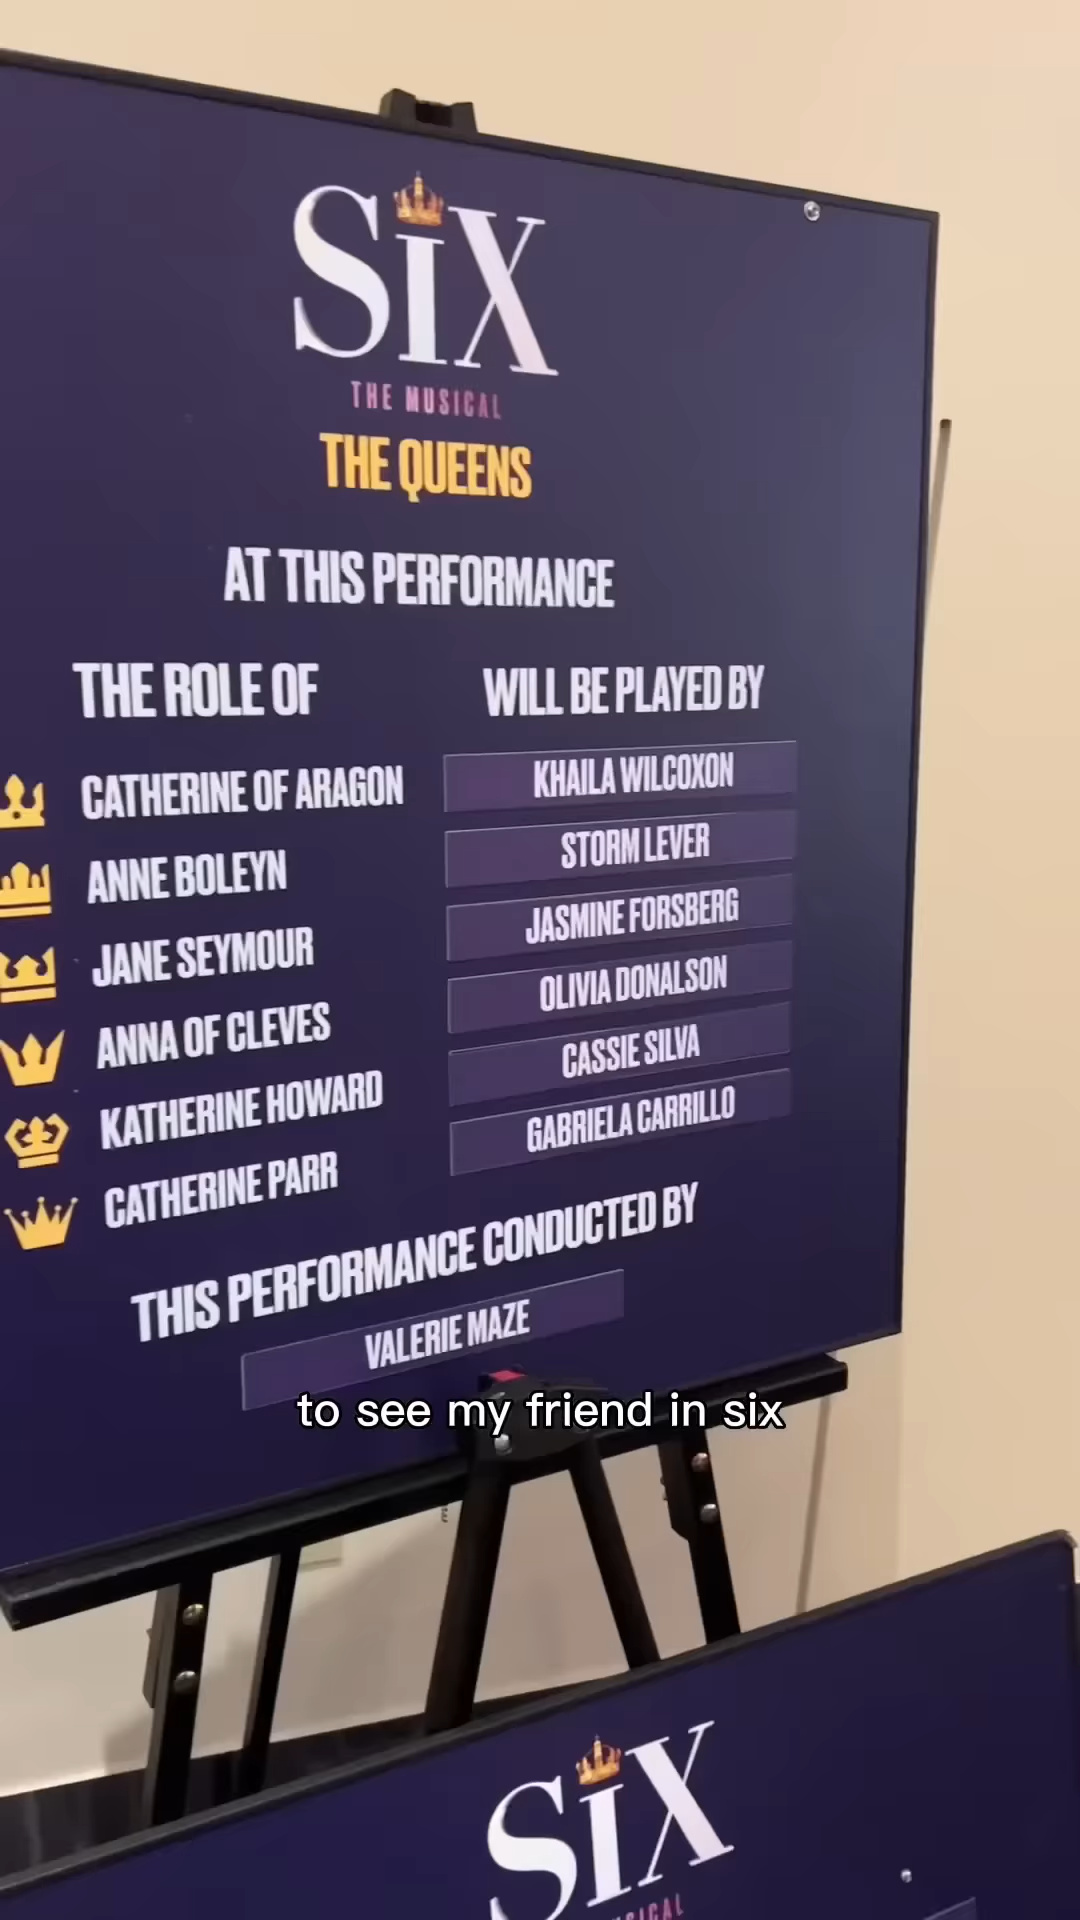 SIX
THE MUSICAL
THE QUEENS
AT THIS PERFORMANCE
THE ROLE OF WILL BE PLAYED BY
CATHERINE OF ARAGON KHAILA WILCOXON
ANNE BOLEYN STORM LEVER
JANE SEYMOUR JASMINE FORSBERG
ANNA OF CLEVES OLIVIA DONALSON
KATHERINE HOWARD CASSIE SILVA
CATHERINE PARR GABRIELA CARRILLO
THIS PERFORMANCE CONDUCTED BY
VALERIE MAZE
to see my friend in six
SIX